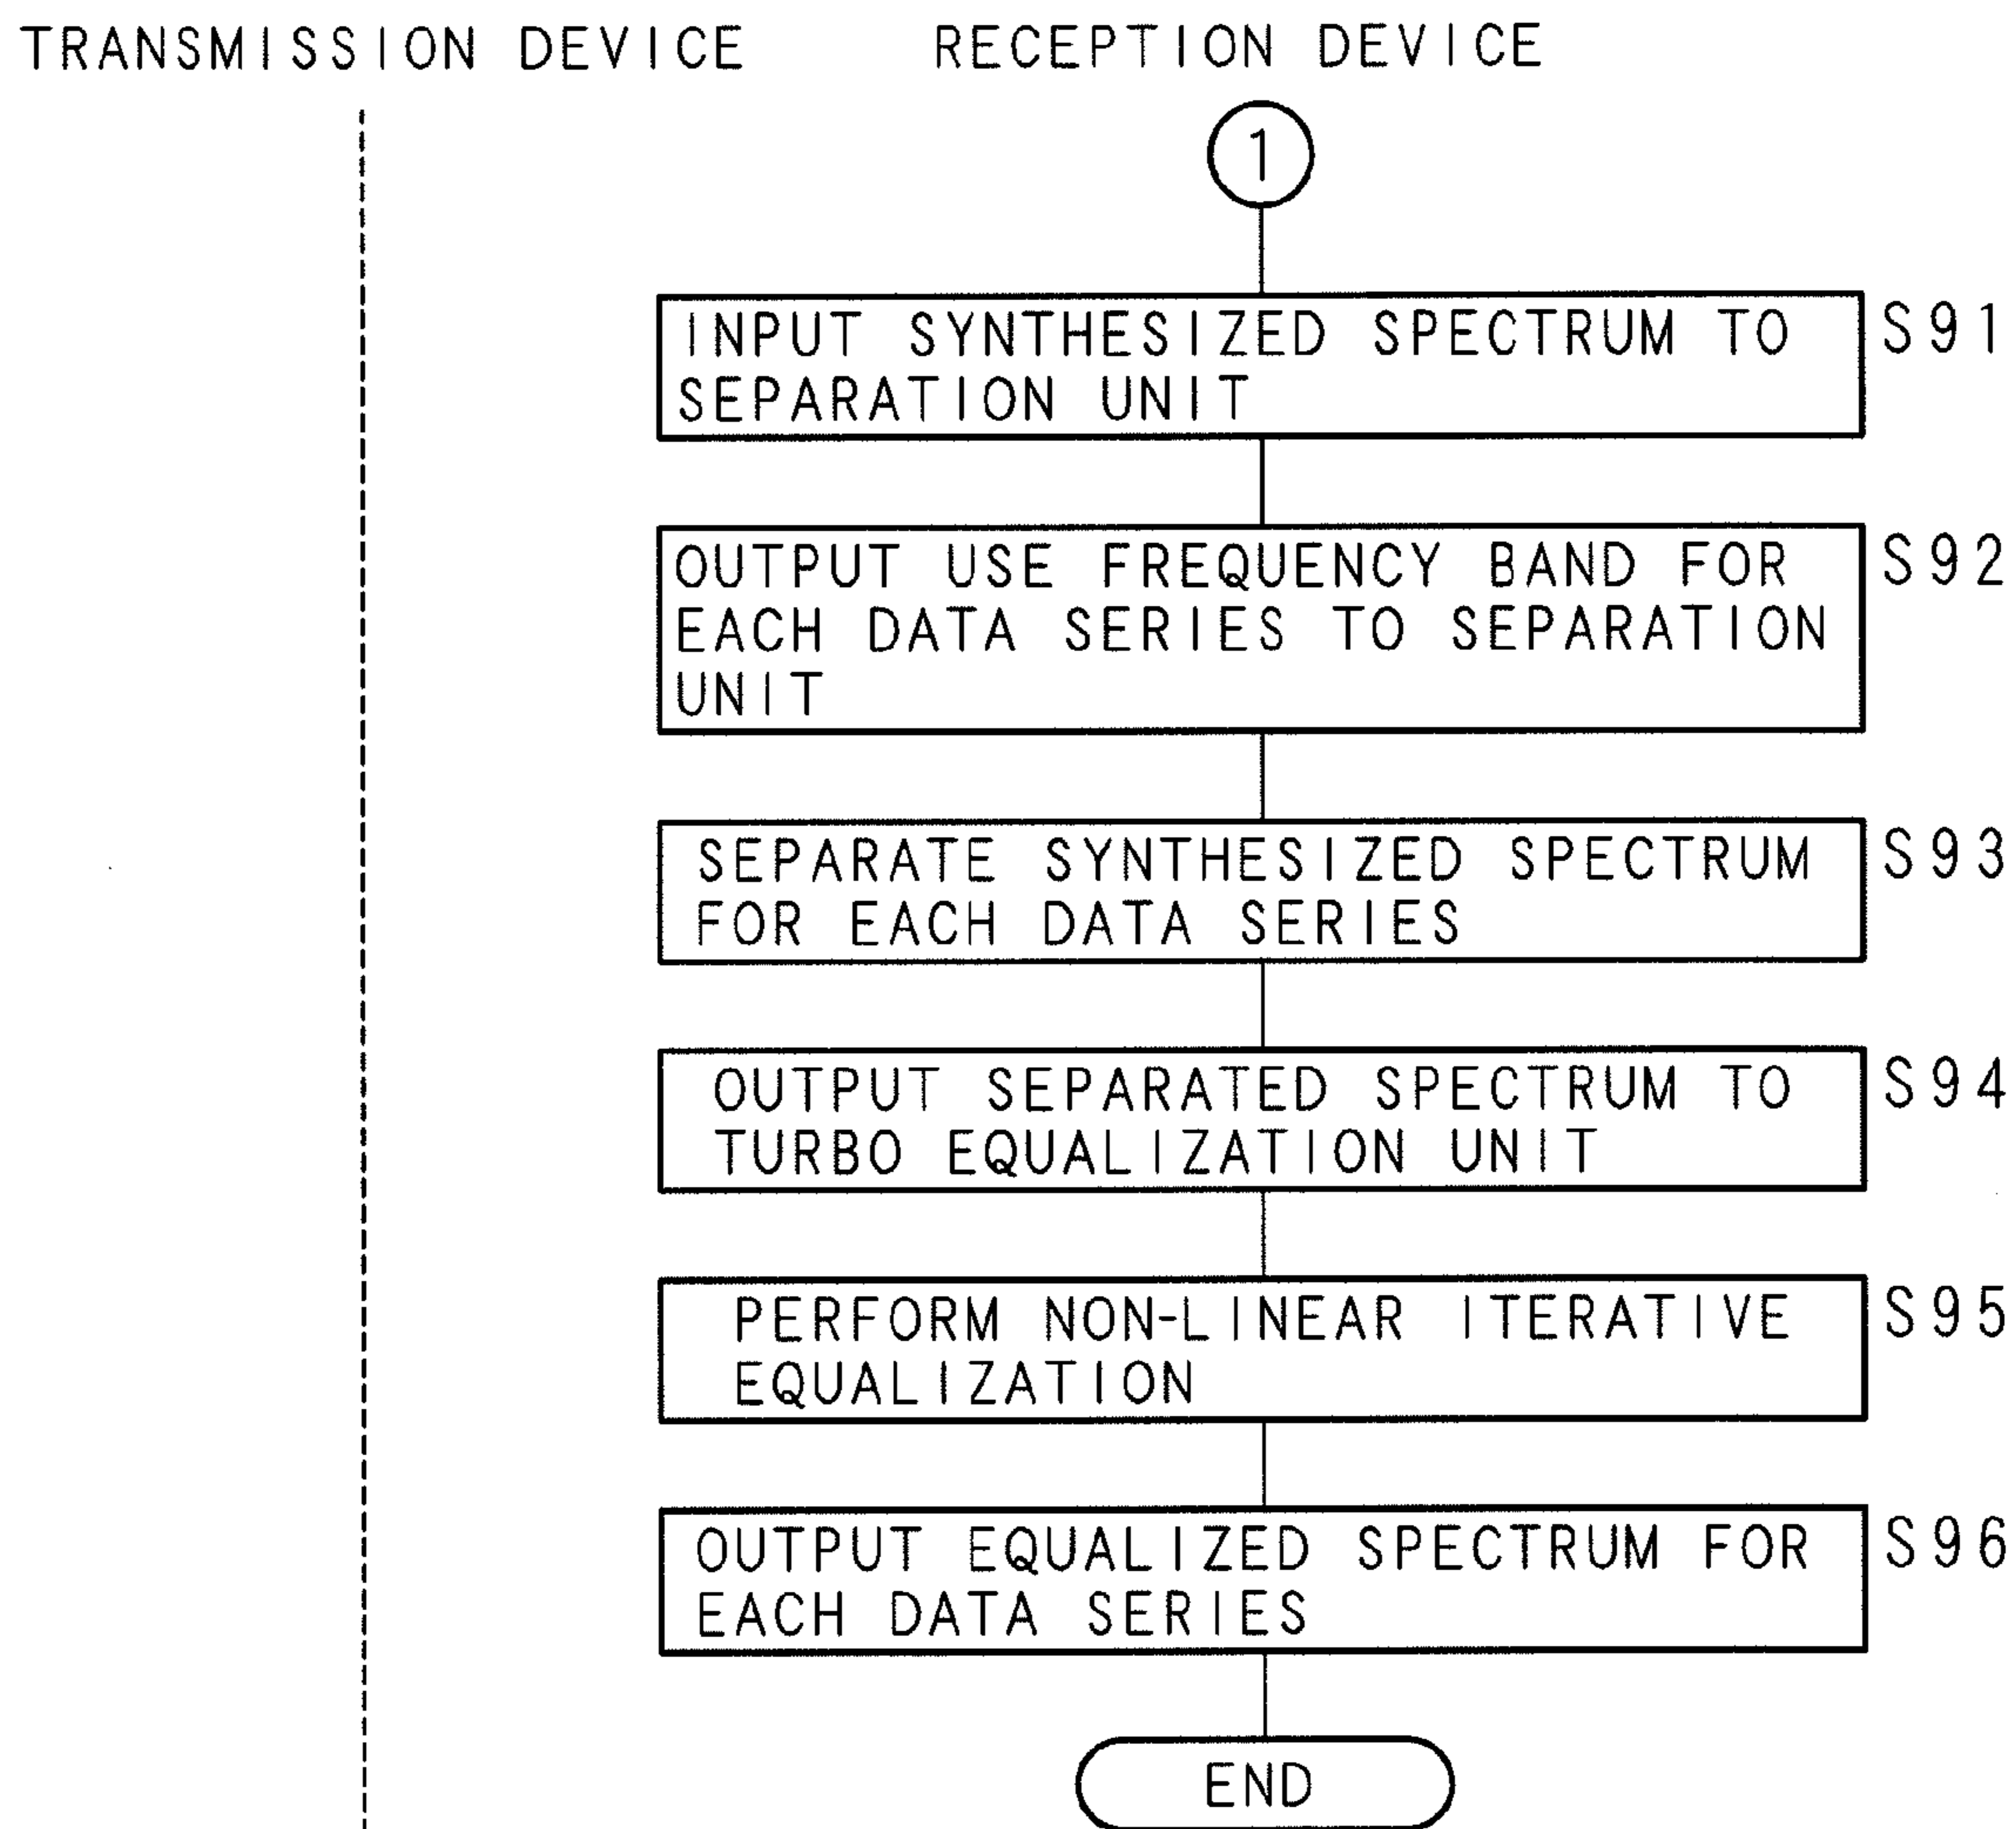 TRANSMISSION DEVICE
RECEPTION DEVICE
1
INPUT SYNTHESIZED SPECTRUM TO
SEPARATION UNIT
S91
OUTPUT USE FREQUENCY BAND FOR
EACH DATA SERIES TO SEPARATION
UNIT
S92
SEPARATE SYNTHESIZED SPECTRUM
FOR EACH DATA SERIES
S93
OUTPUT SEPARATED SPECTRUM TO
TURBO EQUALIZATION UNIT
S94
PERFORM NON-LINEAR ITERATIVE
EQUALIZATION
S95
OUTPUT EQUALIZED SPECTRUM FOR
EACH DATA SERIES
S96
END